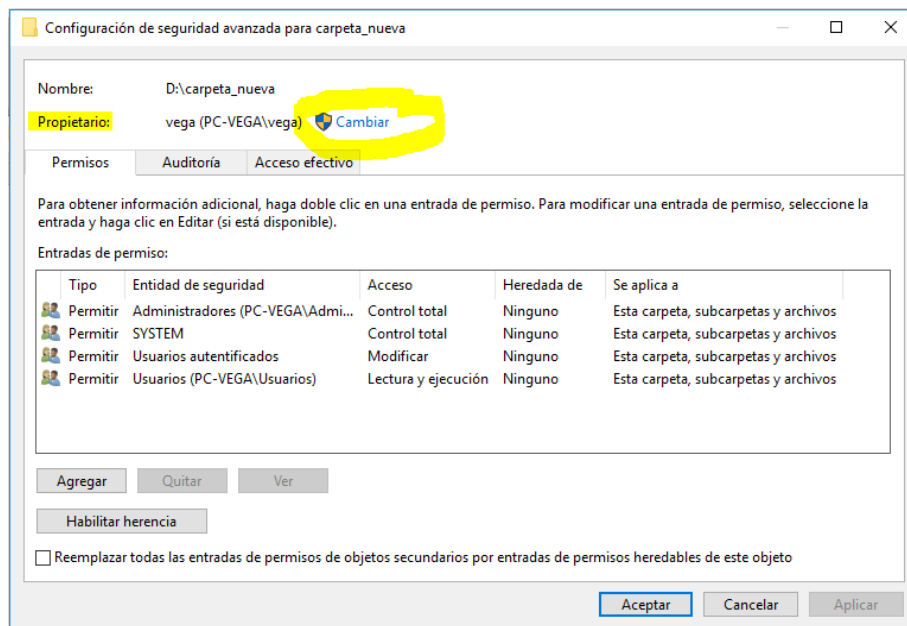 Configuración de seguridad avanzada para carpeta_nueva
Nombre: D:\carpeta_nueva
Propietario: vega (PC-VEGA\vega) Cambiar
Permisos Auditoría Acceso efectivo
Para obtener información adicional, haga doble clic en una entrada de permiso. Para modificar una entrada de permiso, seleccione la
entrada y haga clic en Editar (si está disponible).
Entradas de permiso:
Tipo Entidad de seguridad Acceso Heredada de Se aplica a
Permitir Administradores (PC-VEGA\Admi... Control total Ninguno Esta carpeta, subcarpetas y archivos
Permitir SYSTEM Control total Ninguno Esta carpeta, subcarpetas y archivos
Permitir Usuarios autentificados Modificar Ninguno Esta carpeta, subcarpetas y archivos
Permitir Usuarios (PC-VEGA\Usuarios) Lectura y ejecución Ninguno Esta carpeta, subcarpetas y archivos
Agregar Quitar Ver
Habilitar herencia
Reemplazar todas las entradas de permisos de objetos secundarios por entradas de permisos heredables de este objeto
Aceptar Cancelar Aplicar